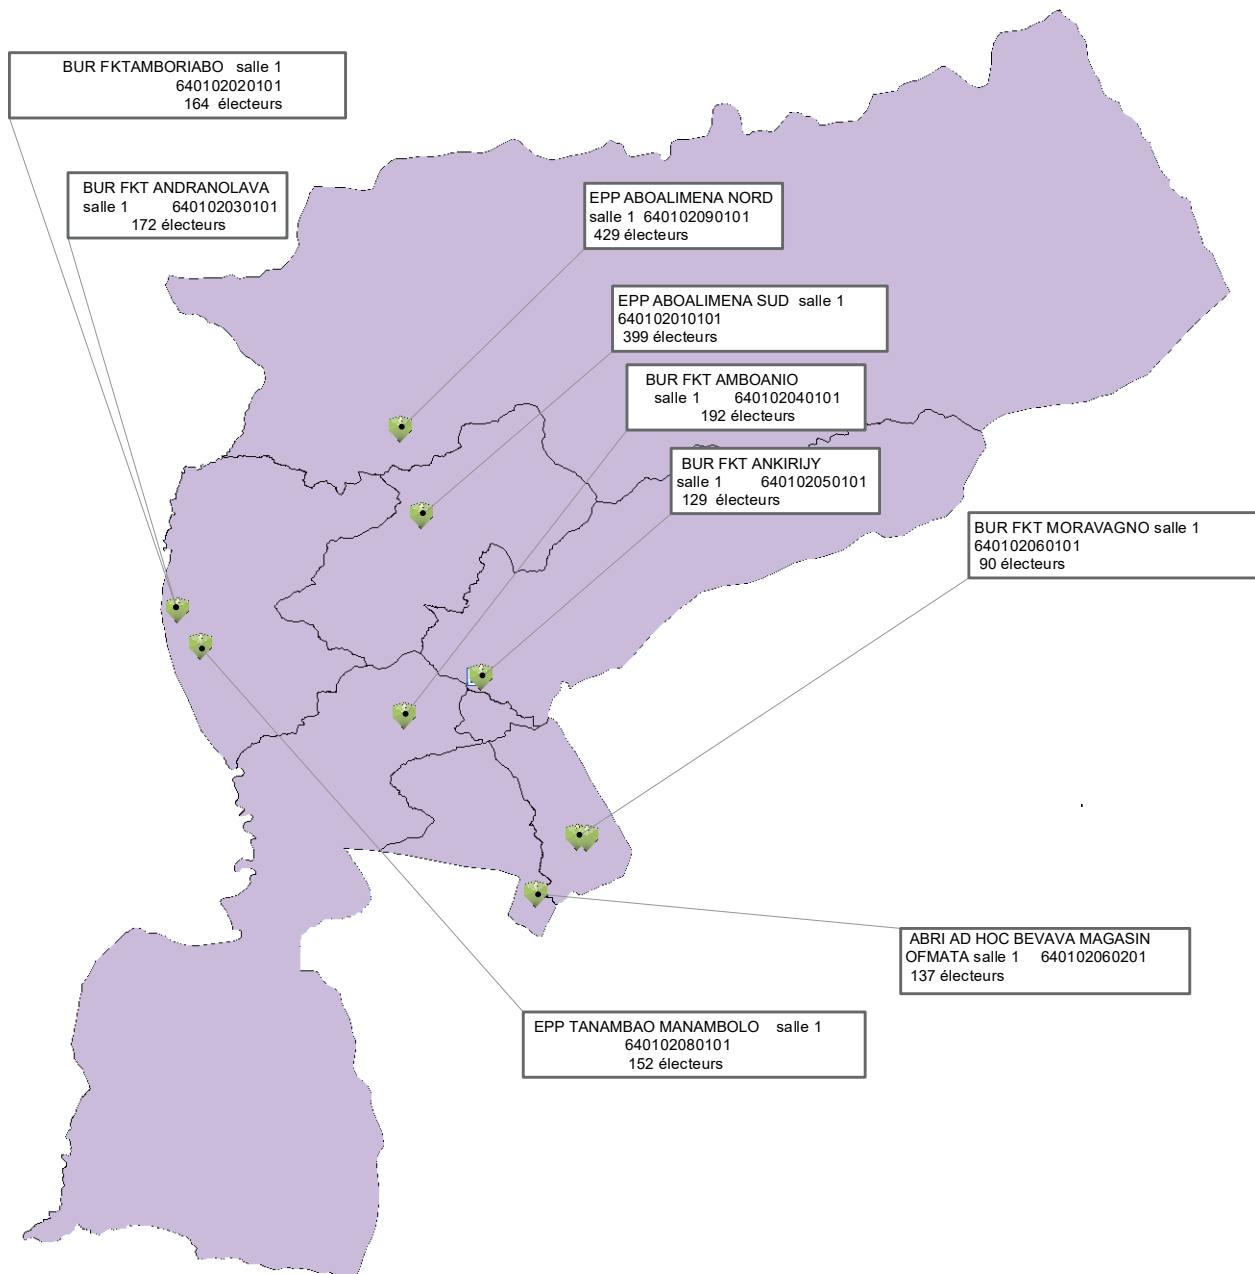 BUR FKTAMBORIABO salle 1
640102020101
164 électeurs
BUR FKT ANDRANOLAVA
salle 1 640102030101
172 électeurs
EPP ABOALIMENA NORD
salle 1 640102090101
429 électeurs
EPP ABOALIMENA SUD salle 1
640102010101
399 électeurs
BUR FKT AMBOANIO
salle 1 640102040101
192 électeurs
BUR FKT ANKIRIJY
salle 1 640102050101
129 électeurs
BUR FKT MORAVAGNO salle 1
640102060101
90 électeurs
ABRI AD HOC BEVAVA MAGASIN
OFMATA salle 1 640102060201
137 électeurs
EPP TANAMBAO MANAMBOLO salle 1
640102080101
152 électeurs